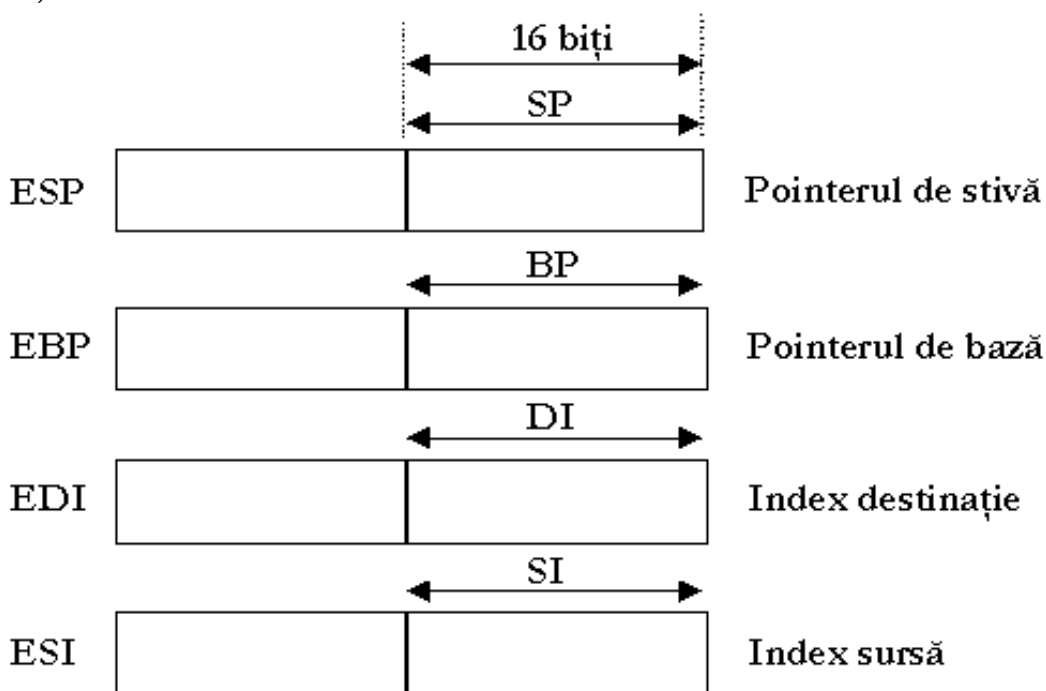 16 biți
SP
ESP Pointerul de stivă
BP
EBP Pointerul de bază
DI
EDI Index destinație
SI
ESI Index sursă